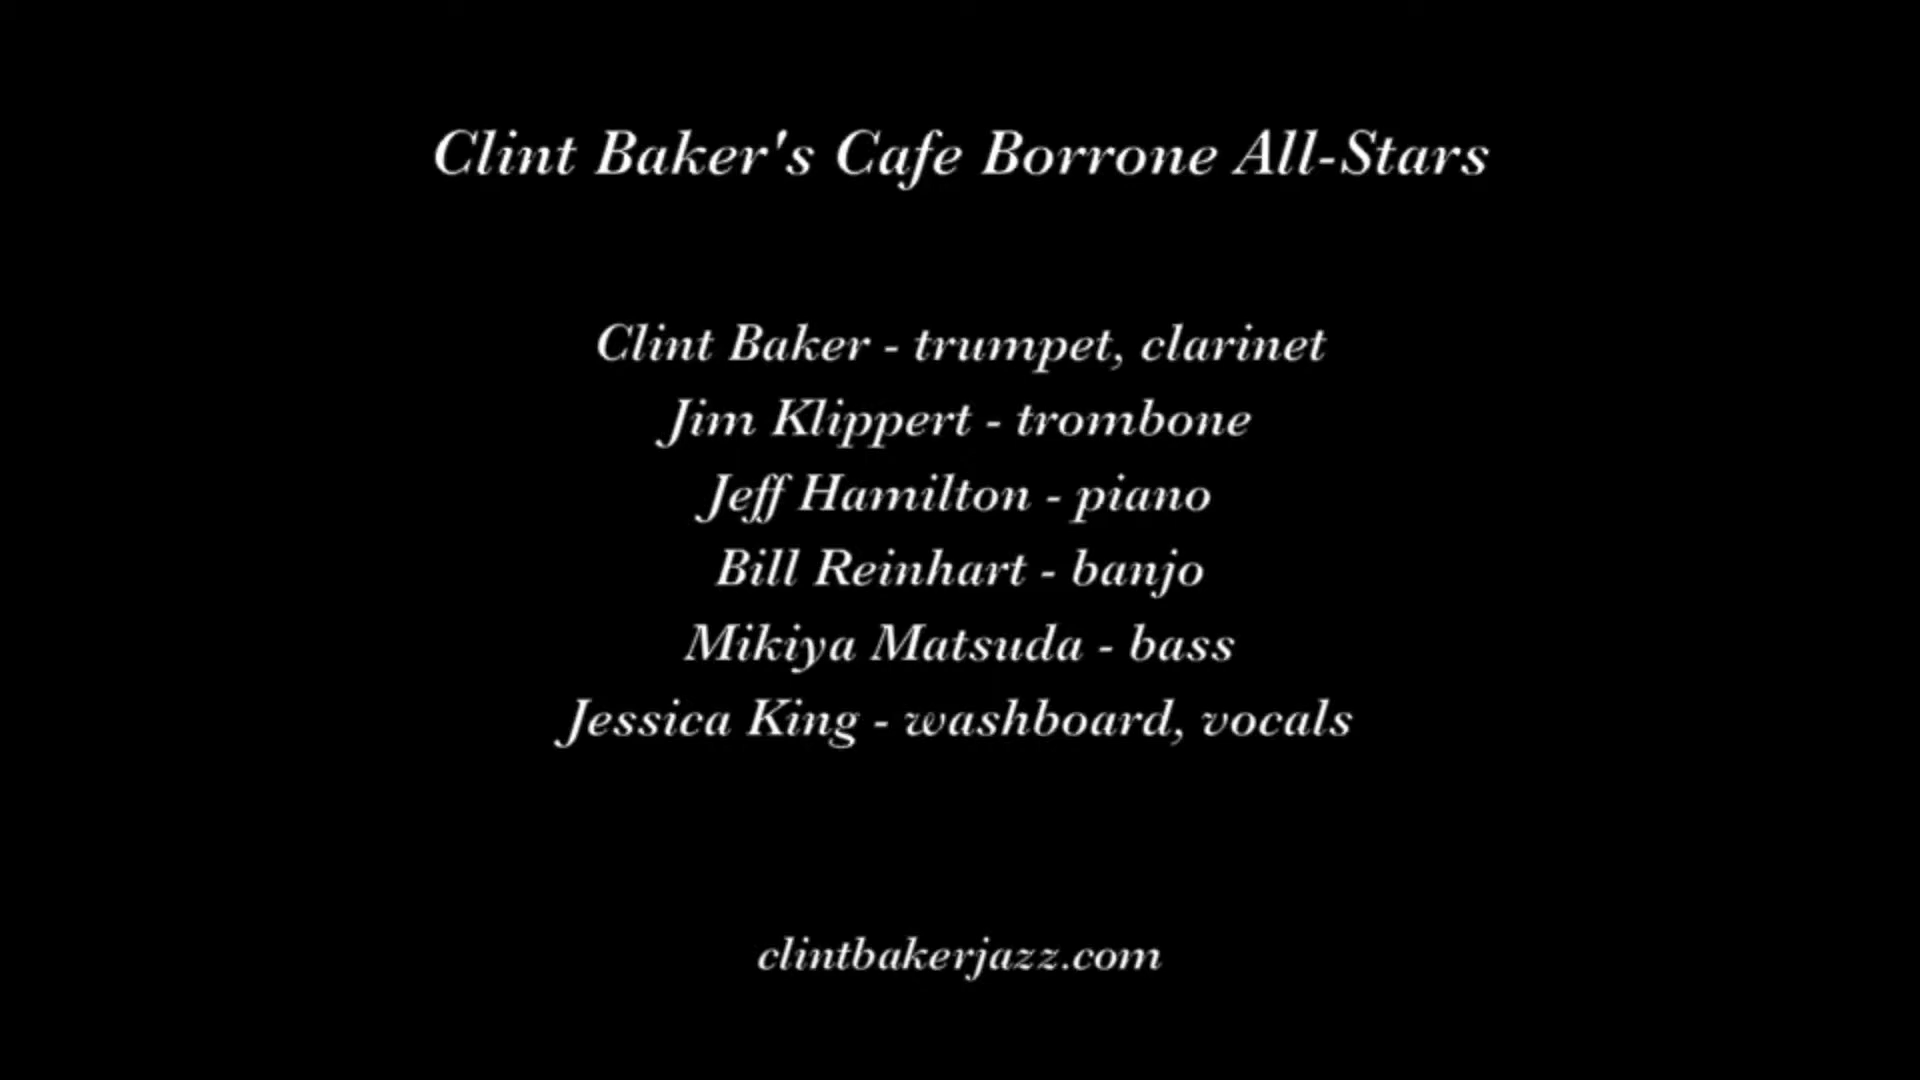 Clint Baker's Cafe Borrone All-Stars
Clint Baker - trumpet, clarinet
Jim Klippert - trombone
Jeff Hamilton - piano
Bill Reinhart - banjo
Mikiya Matsuda - bass
Jessica King - washboard, vocals
clintbakerjazz.com